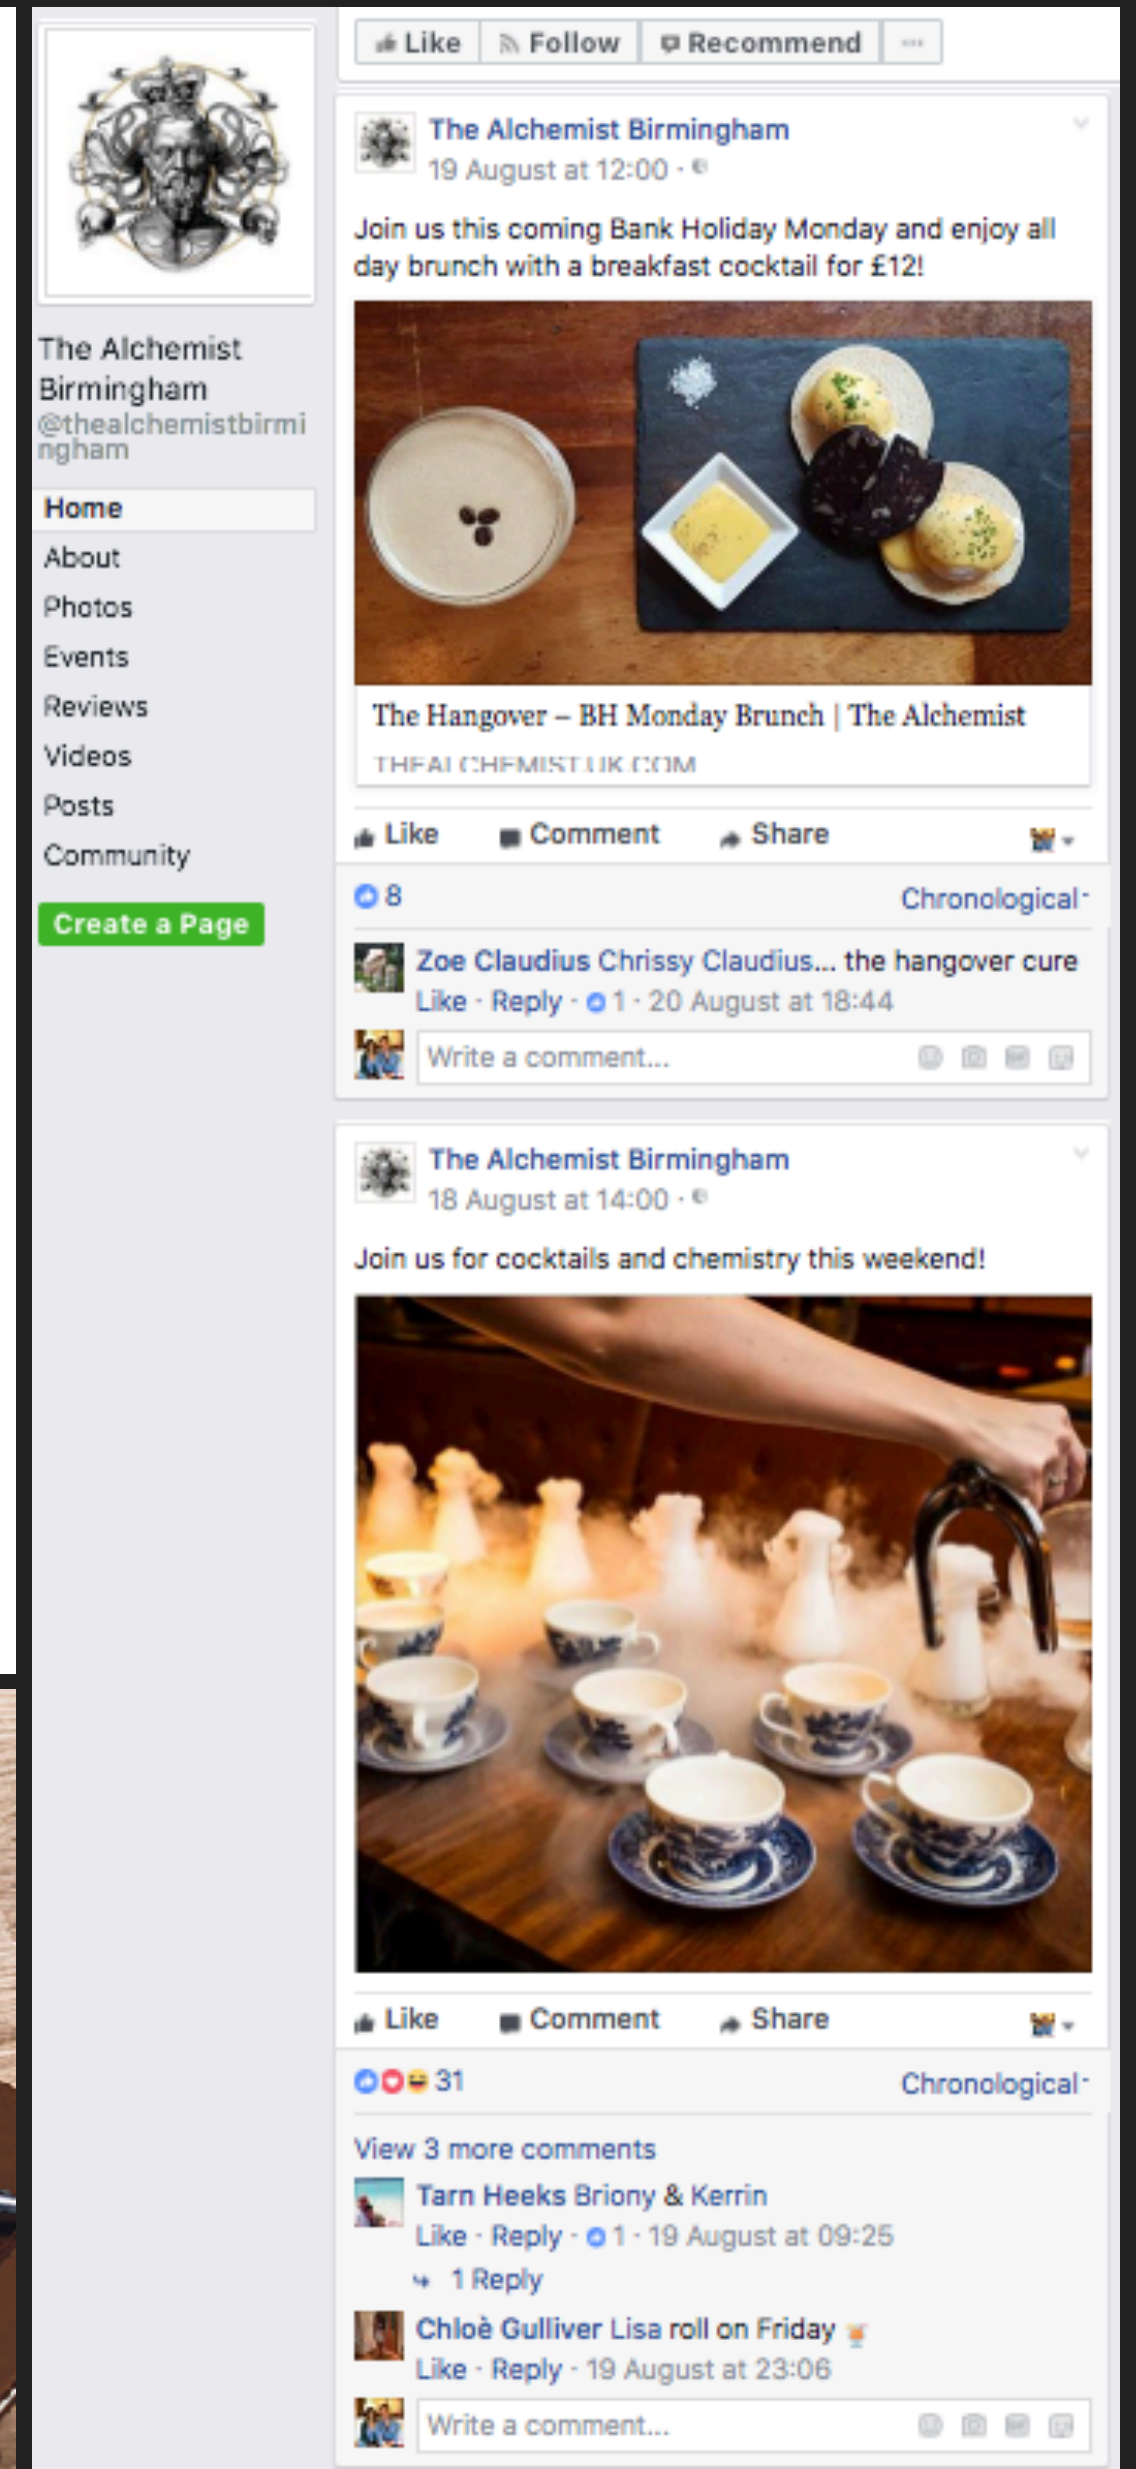 Like Follow Recommend
The Alchemist Birmingham
19 August at 12:00
Join us this coming Bank Holiday Monday and enjoy all
day brunch with a breakfast cocktail for £12!
The Hangover – BH Monday Brunch | The Alchemist
THEALCHEMIST.UK.COM
Like Comment Share
8 Chronological
Zoe Claudius Chrissy Claudius... the hangover cure
Like · Reply · 1 · 20 August at 18:44
Write a comment...
The Alchemist Birmingham
18 August at 14:00
Join us for cocktails and chemistry this weekend!
Like Comment Share
31 Chronological
View 3 more comments
Tarn Heeks Briony & Kerrin
Like · Reply · 1 · 19 August at 09:25
1 Reply
Chloè Gulliver Lisa roll on Friday
Like · Reply · 19 August at 23:06
Write a comment...
The Alchemist
Birmingham
@thealchemistbirmi
ngham
Home
About
Photos
Events
Reviews
Videos
Posts
Community
Create a Page